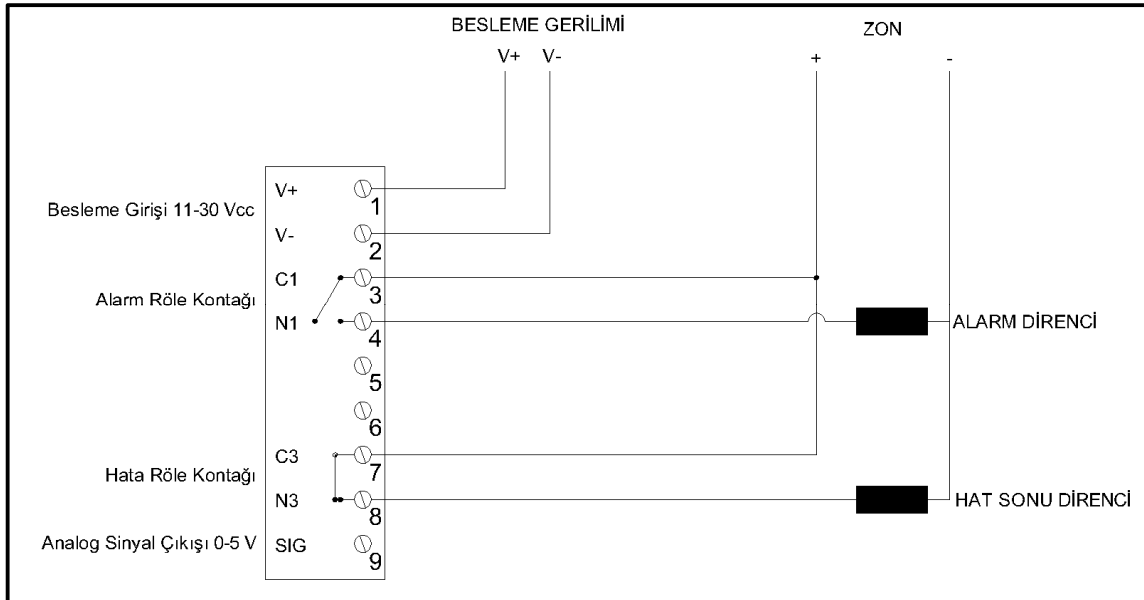 BESLEME GERİLİMİ
ZON
V+ V-
+ -
V+ 1
Besleme Girişi 11-30 Vcc
V- 2
C1 3
Alarm Röle Kontağı
N1 4
ALARM DİRENCİ
5
6
C3 7
Hata Röle Kontağı
N3 8
HAT SONU DİRENCİ
Analog Sinyal Çıkışı 0-5 V SIG 9